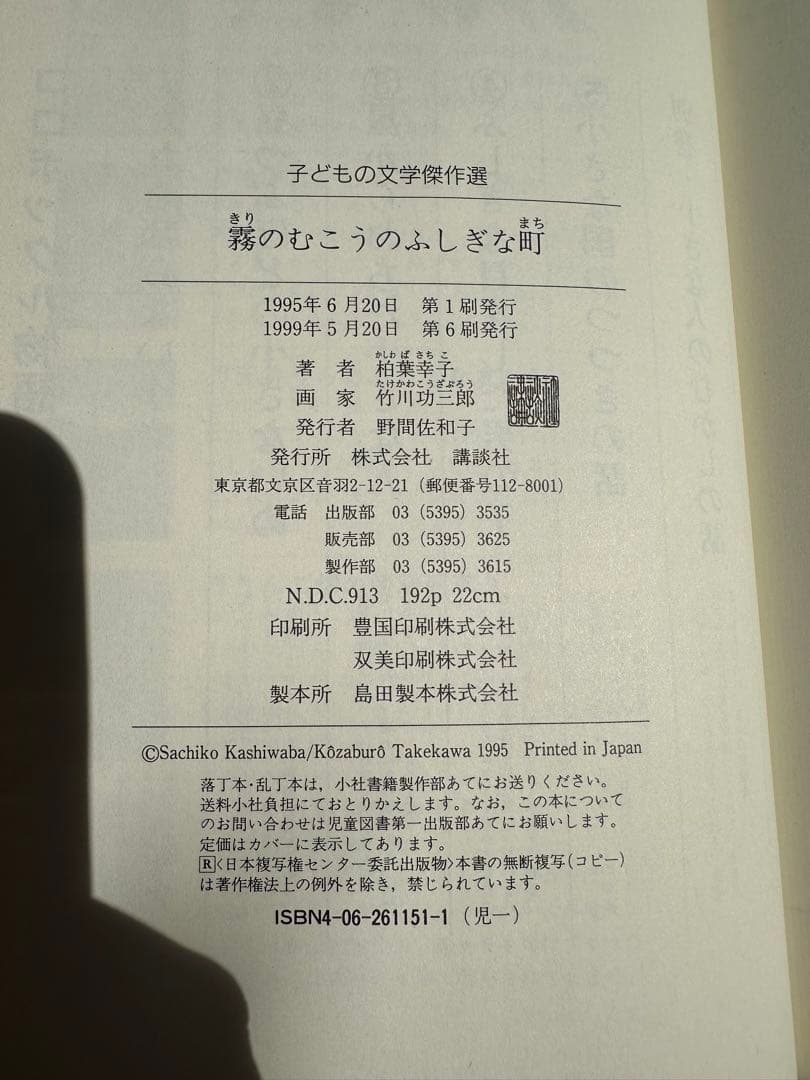 子どもの文学傑作選
霧のむこうのふしぎな町
きり
まち
1995年6月20日 第1刷発行
1999年5月20日 第6刷発行
著者 柏葉幸子
かしわ ば さち こ
画家 竹川功三郎
たけかわこうざぶろう
発行者 野間佐和子
発行所 株式会社 講談社
東京都文京区音羽2-12-21 (郵便番号112-8001)
電話 出版部 03 (5395) 3535
販売部 03 (5395) 3625
製作部 03 (5395) 3615
N.D.C.913 192p 22cm
印刷所 豊国印刷株式会社
双美印刷株式会社
製本所 島田製本株式会社
©Sachiko Kashiwaba/Kôzaburô Takekawa 1995 Printed in Japan
落丁本・乱丁本は，小社書籍製作部あてにお送りください。
送料小社負担にておとりかえします。なお，この本について
のお問い合わせは児童図書第一出版部あてにお願いします。
定価はカバーに表示してあります。
R〈日本複写権センター委託出版物〉本書の無断複写(コピー)
は著作権法上の例外を除き，禁じられています。
ISBN4-06-261151-1 (児一)